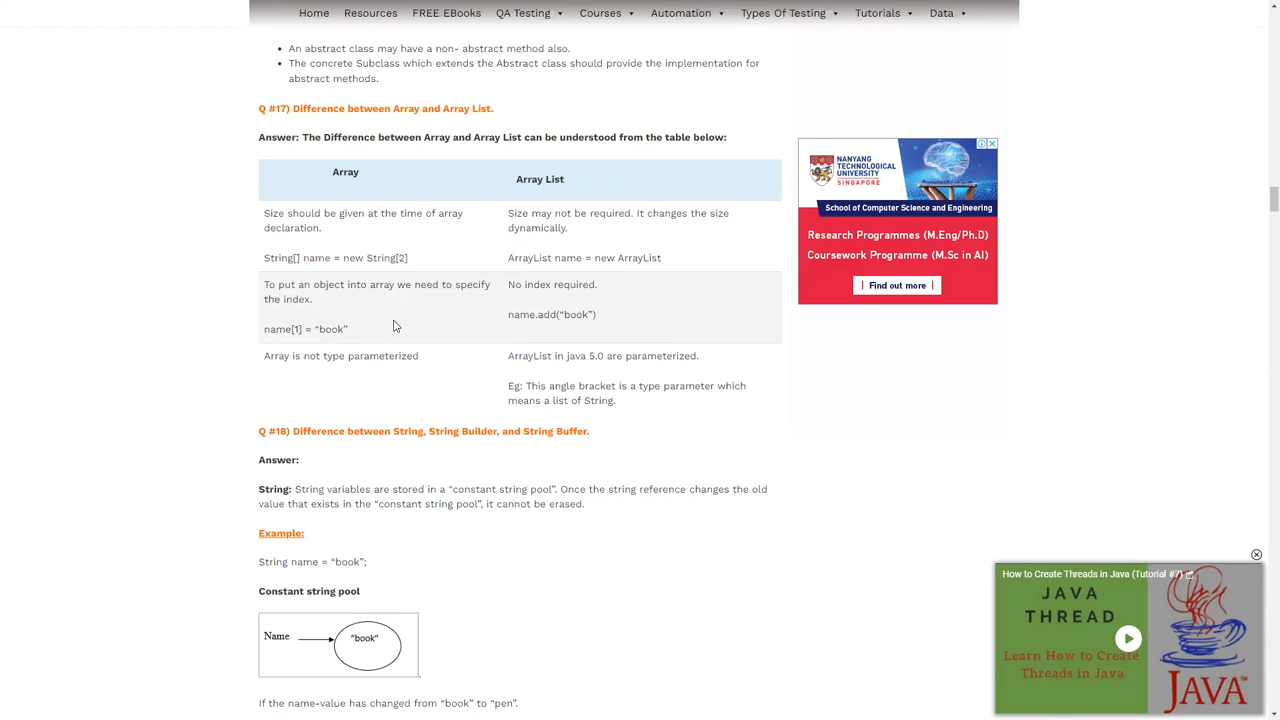 Home Resources FREE EBooks QA Testing Courses Automation Types Of Testing Tutorials Data
An abstract class may have a non- abstract method also.
The concrete Subclass which extends the Abstract class should provide the implementation for
abstract methods.
Q #17) Difference between Array and Array List.
Answer: The Difference between Array and Array List can be understood from the table below:
Array
Array List
Size should be given at the time of array
declaration.
String[] name = new String[2]
Size may not be required. It changes the size
dynamically.
ArrayList name = new ArrayList
To put an object into array we need to specify
the index.
name[1] = “book”
No index required.
name.add(“book”)
Array is not type parameterized
ArrayList in java 5.0 are parameterized.
Eg: This angle bracket is a type parameter which
means a list of String.
Q #18) Difference between String, String Builder, and String Buffer.
Answer:
String: String variables are stored in a “constant string pool”. Once the string reference changes the old
value that exists in the “constant string pool”, it cannot be erased.
Example:
String name = “book”;
Constant string pool
Name
“book”
If the name-value has changed from “book” to “pen”.
NANYANG
TECHNOLOGICAL
UNIVERSITY
SINGAPORE
School of Computer Science and Engineering
Research Programmes (M.Eng/Ph.D)
Coursework Programme (M.Sc in AI)
Find out more
How to Create Threads in Java (Tutorial #7)
JAVA
THREAD
Learn How to Create
Threads in Java
JAVA™